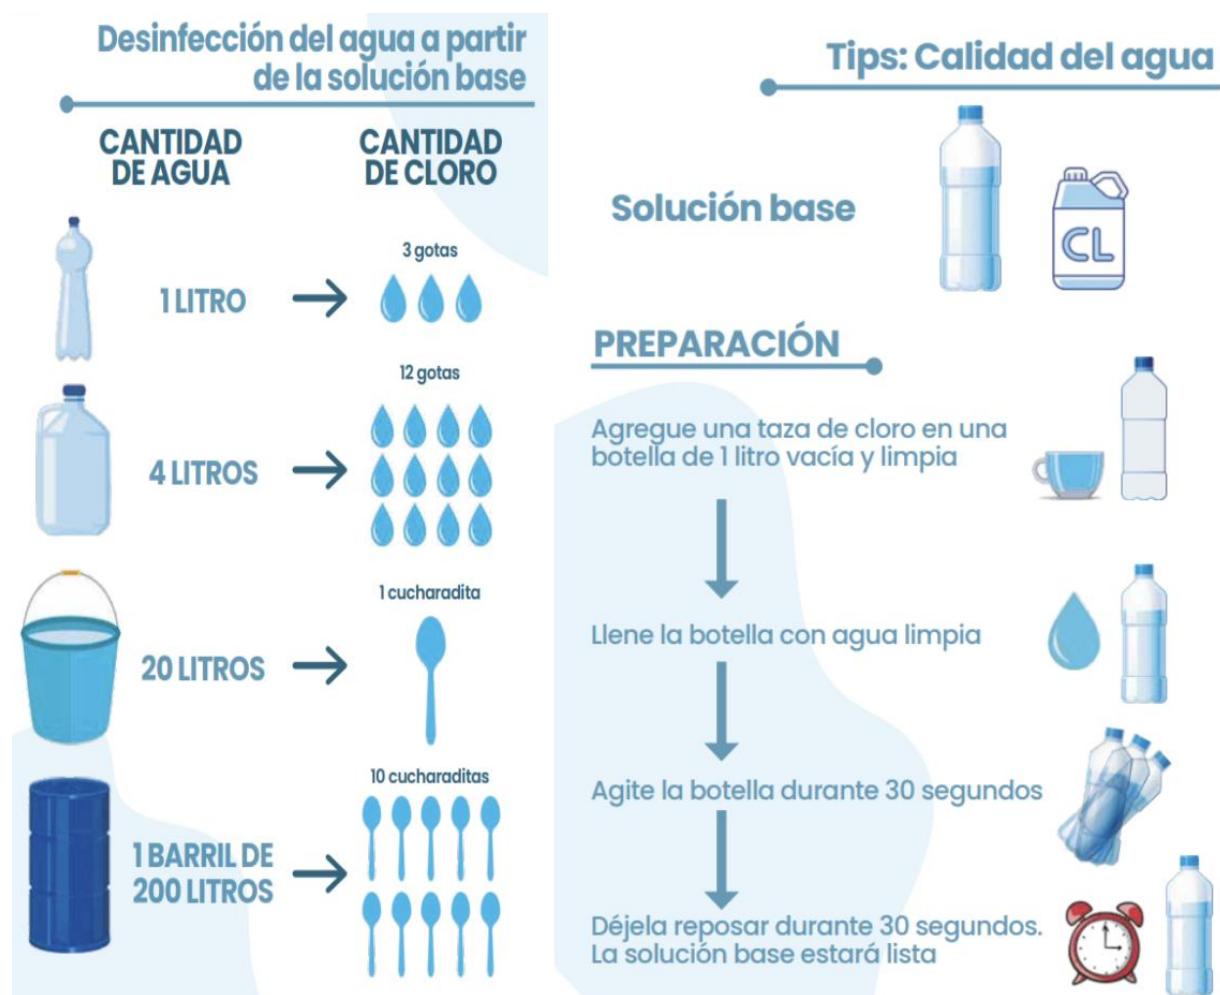 Desinfección del agua a partir
de la solución base
CANTIDAD
DE AGUA
CANTIDAD
DE CLORO
1 LITRO
3 gotas
4 LITROS
12 gotas
20 LITROS
1 cucharadita
1 BARRIL DE
200 LITROS
10 cucharaditas
Tips: Calidad del agua
Solución base
CL
PREPARACIÓN
Agregue una taza de cloro en una
botella de 1 litro vacía y limpia
Llene la botella con agua limpia
Agite la botella durante 30 segundos
Déjela reposar durante 30 segundos.
La solución base estará lista